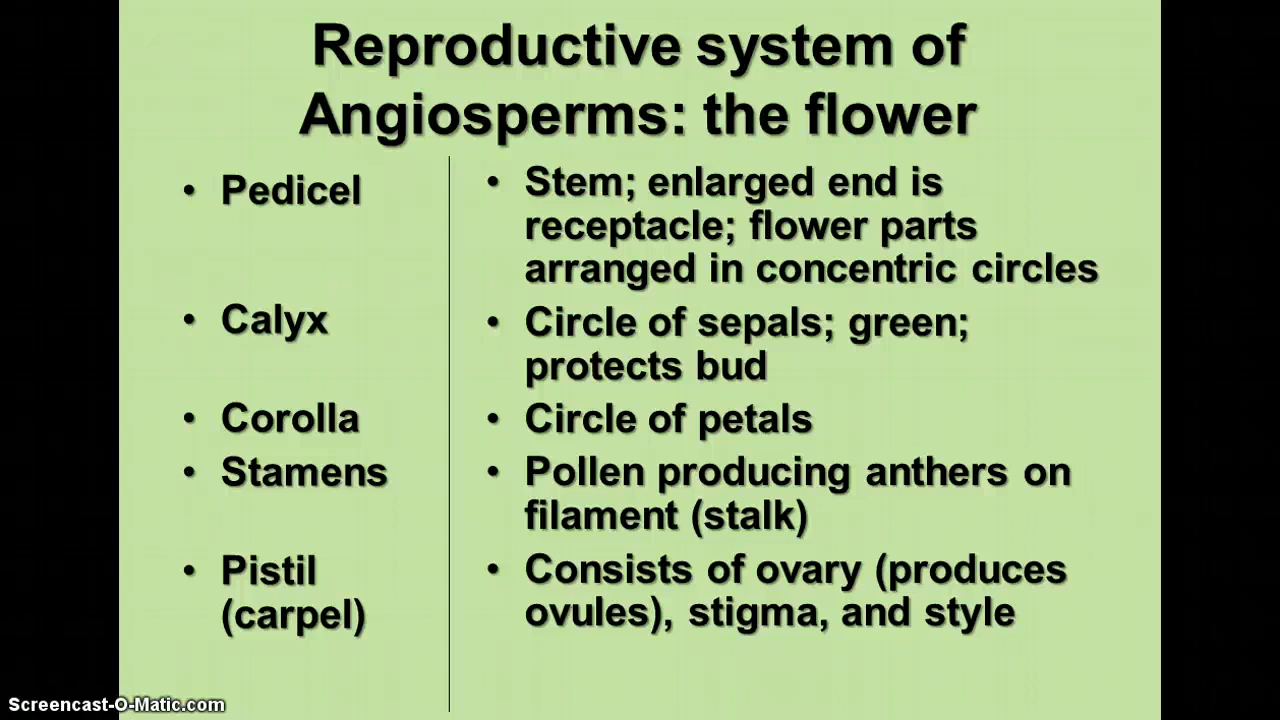 Reproductive system of
Angiosperms: the flower
• Pedicel
• Stem; enlarged end is
receptacle; flower parts
arranged in concentric circles
• Calyx
• Circle of sepals; green;
protects bud
• Corolla
• Circle of petals
• Stamens
• Pollen producing anthers on
filament (stalk)
• Pistil
(carpel)
• Consists of ovary (produces
ovules), stigma, and style
Screencast-O-Matic.com